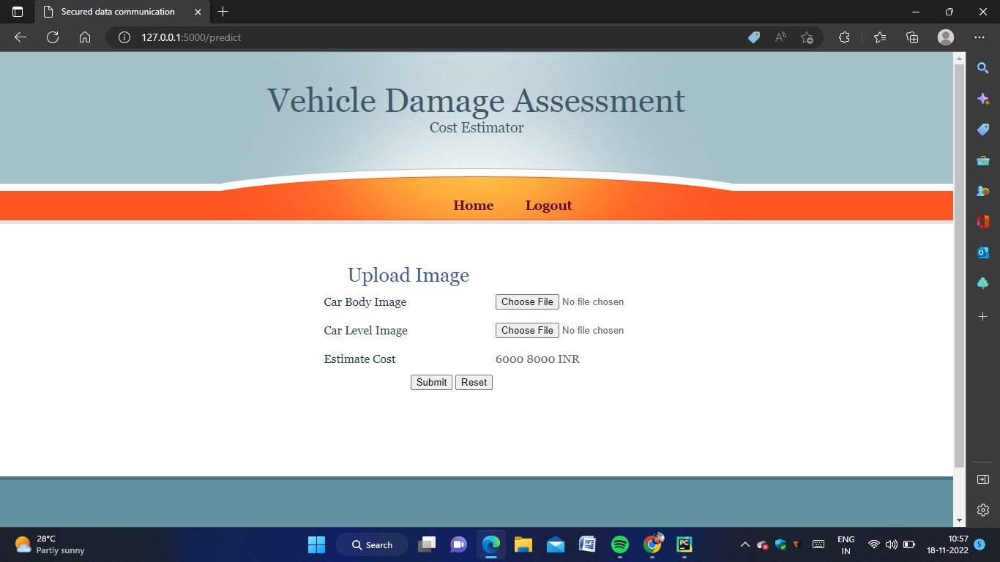 Secured data communication
127.0.0.1:5000/predict
Vehicle Damage Assessment
Cost Estimator
Home Logout
Upload Image
Car Body Image Choose File No file chosen
Car Level Image Choose File No file chosen
Estimate Cost 6000 8000 INR
Submit Reset
28°C
Partly sunny
Search
ENG
IN
10:57
18-11-2022
5